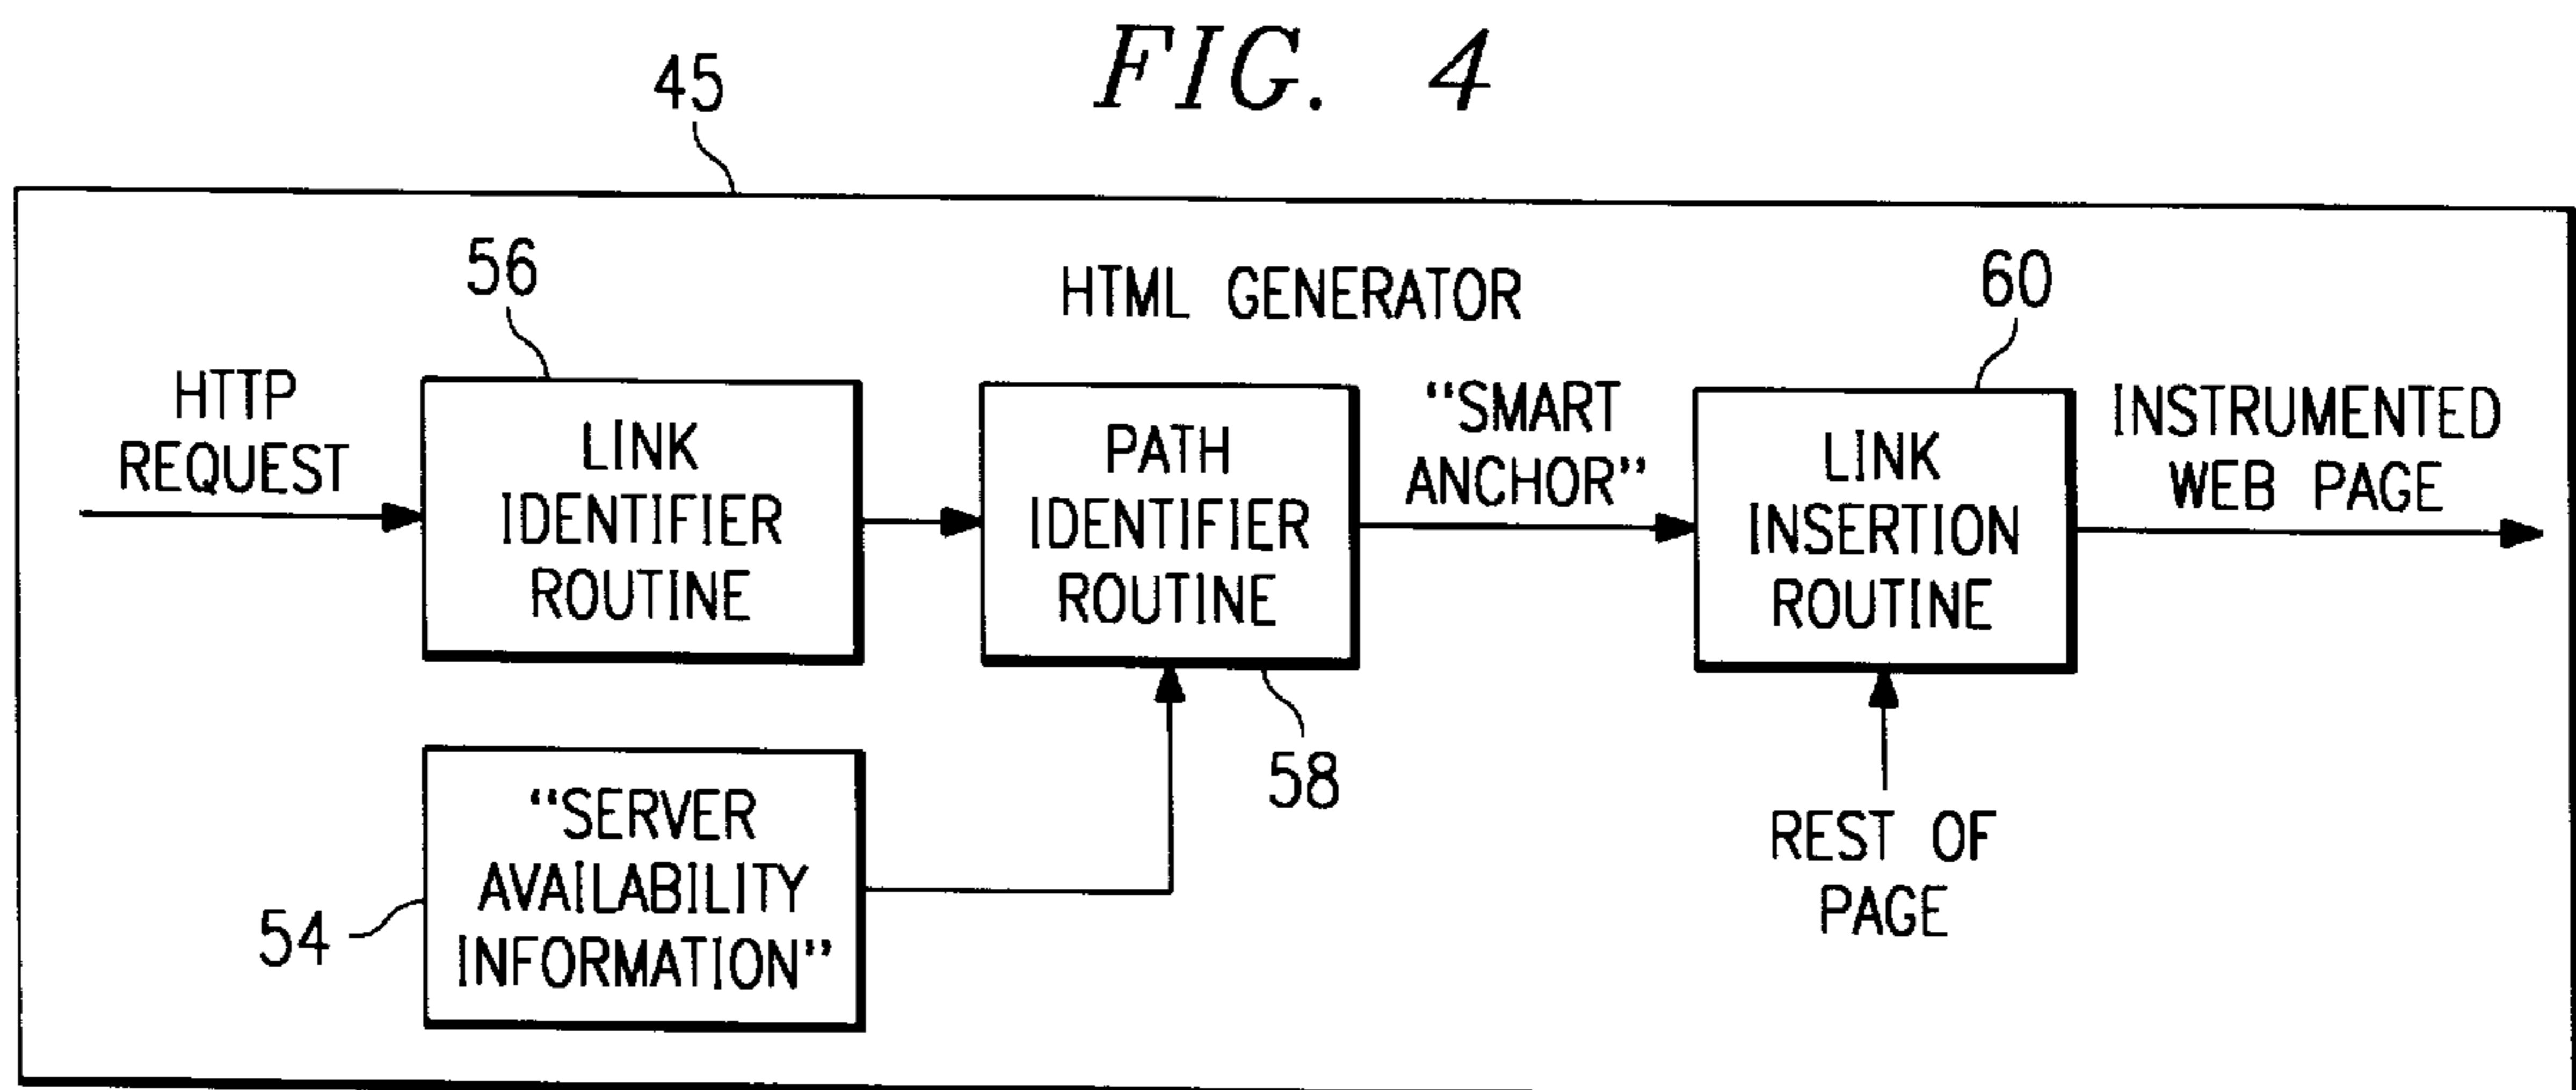 FIG. 4
45
HTML GENERATOR
56
60
HTTP
REQUEST
LINK
IDENTIFIER
ROUTINE
PATH
IDENTIFIER
ROUTINE
“SMART
ANCHOR”
LINK
INSERTION
ROUTINE
INSTRUMENTED
WEB PAGE
“SERVER
AVAILABILITY
INFORMATION”
54
58
REST OF
PAGE